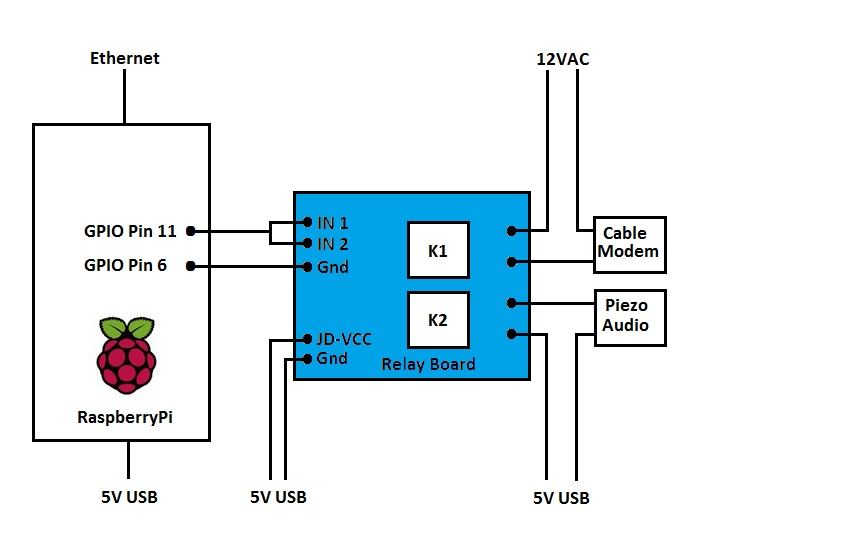 Ethernet
12VAC
GPIO Pin 11
GPIO Pin 6
IN 1
IN 2
Gnd
K1
K2
JD-VCC
Gnd
Relay Board
Cable
Modem
Piezo
Audio
RaspberryPi
5V USB
5V USB
5V USB